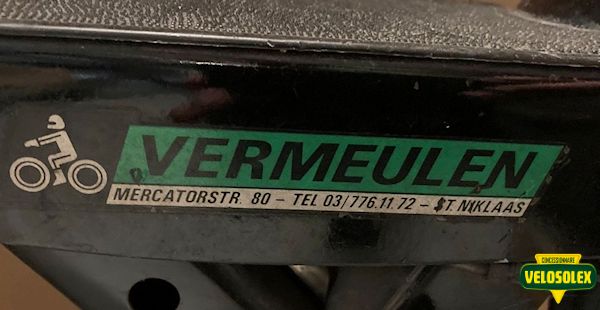 VERMEULEN
MERCATORSTR. 80 - TEL 03/776.11.72 - ST. NIKLAAS
CONCESSIONNAIRE
VELOSOLEX